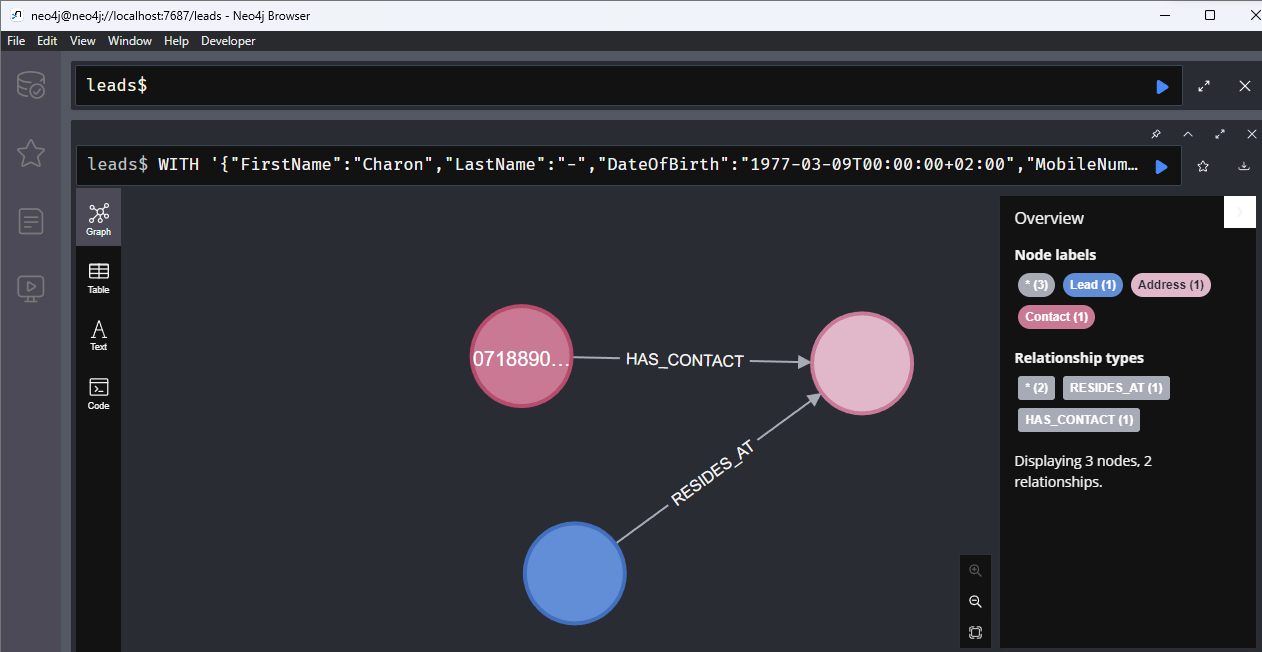 neo4j@neo4j://localhost:7687/leads - Neo4j Browser
File Edit View Window Help Developer
leads$
leads$ WITH '{"FirstName":"Charon","LastName":"-","DateOfBirth":"1977-03-09T00:00:00+02:00","MobileNum…
Graph
Table
Text
Code
0718890…
HAS_CONTACT
RESIDES_AT
Overview
Node labels
* (3) Lead (1) Address (1)
Contact (1)
Relationship types
* (2) RESIDES_AT (1)
HAS_CONTACT (1)
Displaying 3 nodes, 2
relationships.